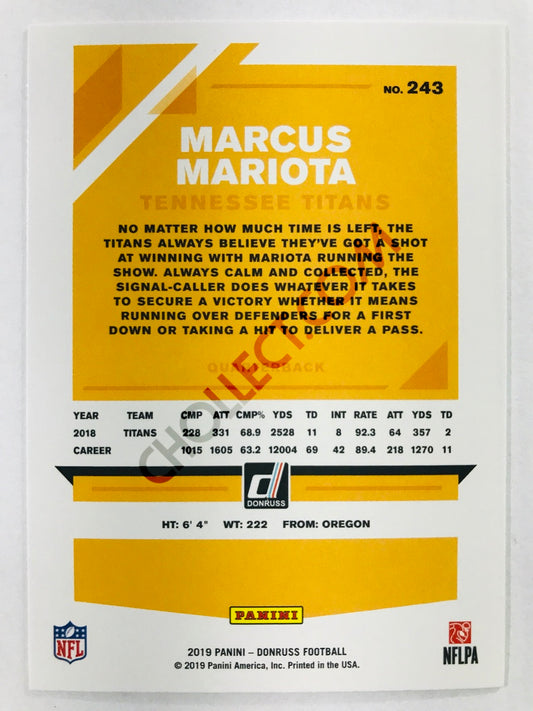 NO. 243
MARCUS
MARIOTA
TENNESSEE TITANS
NO MATTER HOW MUCH TIME IS LEFT, THE
TITANS ALWAYS BELIEVE THEY'VE GOT A SHOT
AT WINNING WITH MARIOTA RUNNING THE
SHOW. ALWAYS CALM AND COLLECTED, THE
SIGNAL-CALLER DOES WHATEVER IT TAKES
TO SECURE A VICTORY WHETHER IT MEANS
RUNNING OVER DEFENDERS FOR A FIRST
DOWN OR TAKING A HIT TO DELIVER A PASS.
QUARTERBACK
CHOLLECT.COM
YEAR TEAM CMP ATT CMP% YDS TD INT RATE ATT YDS TD
2018 TITANS 228 331 68.9 2528 11 8 92.3 64 357 2
CAREER 1015 1605 63.2 12004 69 42 89.4 218 1270 11
DONRUSS
HT: 6' 4" WT: 222 FROM: OREGON
PANINI
NFL
2019 PANINI – DONRUSS FOOTBALL
© 2019 Panini America, Inc. Printed in the USA.
NFLPA